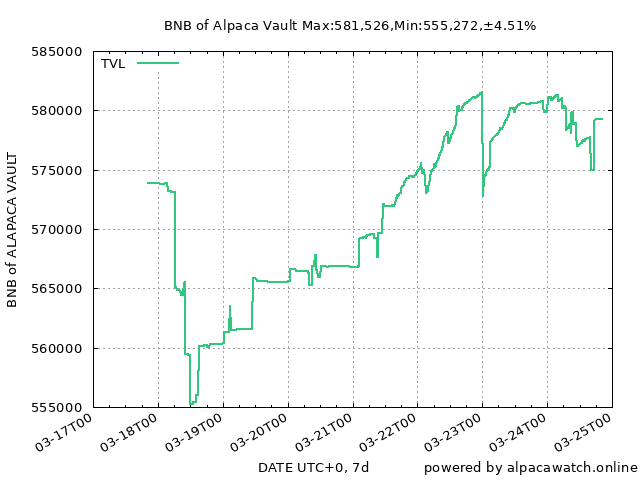 BNB of Alpaca Vault Max:581,526,Min:555,272,±4.51%
TVL
585000
580000
575000
570000
565000
560000
555000
BNB of ALAPACA VAULT
03-17T00
03-18T00
03-19T00
03-20T00
03-21T00
03-22T00
03-23T00
03-24T00
03-25T00
DATE UTC+0, 7d
powered by alpacawatch.online